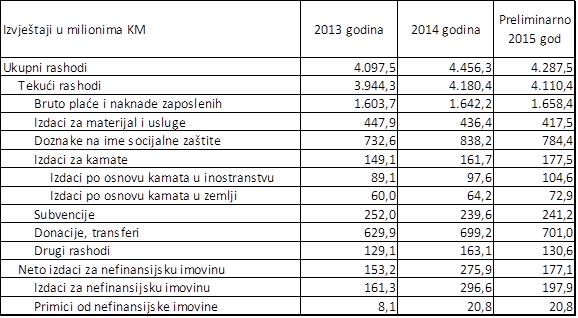 Izvještaji u milionima KM 2013 godina 2014 godina Preliminarno 2015 god
Ukupni rashodi 4.097,5 4.456,3 4.287,5
Tekući rashodi 3.944,3 4.180,4 4.110,4
Bruto plaće i naknade zaposlenih 1.603,7 1.642,2 1.658,4
Izdaci za materijal i usluge 447,9 436,4 417,5
Doznake na ime socijalne zaštite 732,6 838,2 784,4
Izdaci za kamate 149,1 161,7 177,5
Izdaci po osnovu kamata u inostranstvu 89,1 97,6 104,6
Izdaci po osnovu kamata u zemlji 60,0 64,2 72,9
Subvencije 252,0 239,6 241,2
Donacije, transferi 629,9 699,2 701,0
Drugi rashodi 129,1 163,1 130,6
Neto izdaci za nefinansijsku imovinu 153,2 275,9 177,1
Izdaci za nefinansijsku imovinu 161,3 296,6 197,9
Primici od nefinansijske imovine 8,1 20,8 20,8